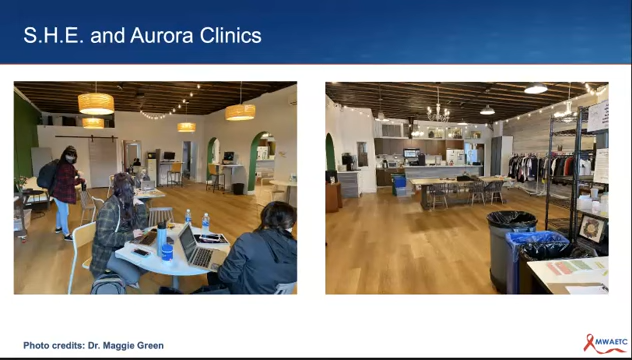 S.H.E. and Aurora Clinics
Photo credits: Dr. Maggie Green
MWAETC